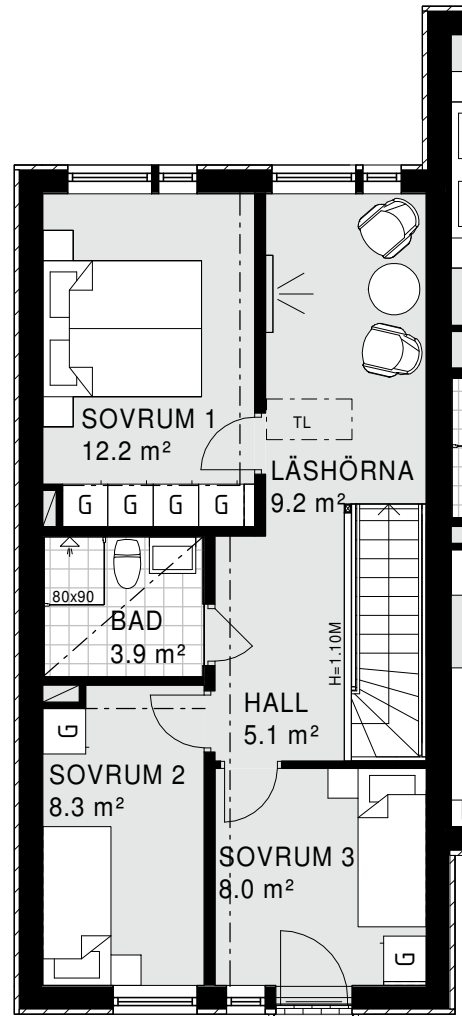 SOVRUM 1
12.2 m²
TL
LÄSHÖRNA
9.2 m²
G G G G
80x90
BAD
3.9 m²
H=1.10M
HALL
5.1 m²
G
SOVRUM 2
8.3 m²
SOVRUM 3
8.0 m²
G